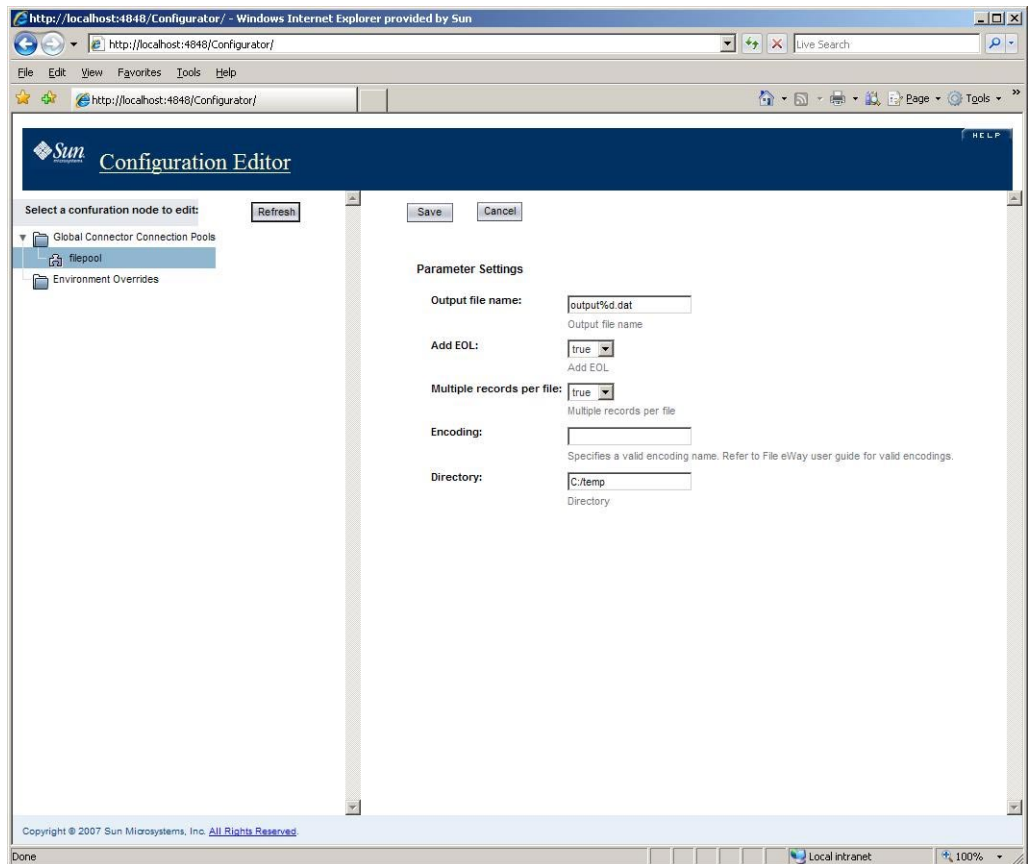 http://localhost:4848/Configurator/ - Windows Internet Explorer provided by Sun
http://localhost:4848/Configurator/
Live Search
File Edit View Favorites Tools Help
http://localhost:4848/Configurator/
Page Tools »
HELP
Sun
microsystems
Configuration Editor
Select a confuration node to edit:
Refresh
Global Connector Connection Pools
filepool
Environment Overrides
Save Cancel
Parameter Settings
Output file name: output%d.dat
Output file name
Add EOL: true
Add EOL
Multiple records per file: true
Multiple records per file
Encoding:
Specifies a valid encoding name. Refer to File eWay user guide for valid encodings.
Directory: C:/temp
Directory
Copyright © 2007 Sun Microsystems, Inc. All Rights Reserved.
Done
Local intranet
100%